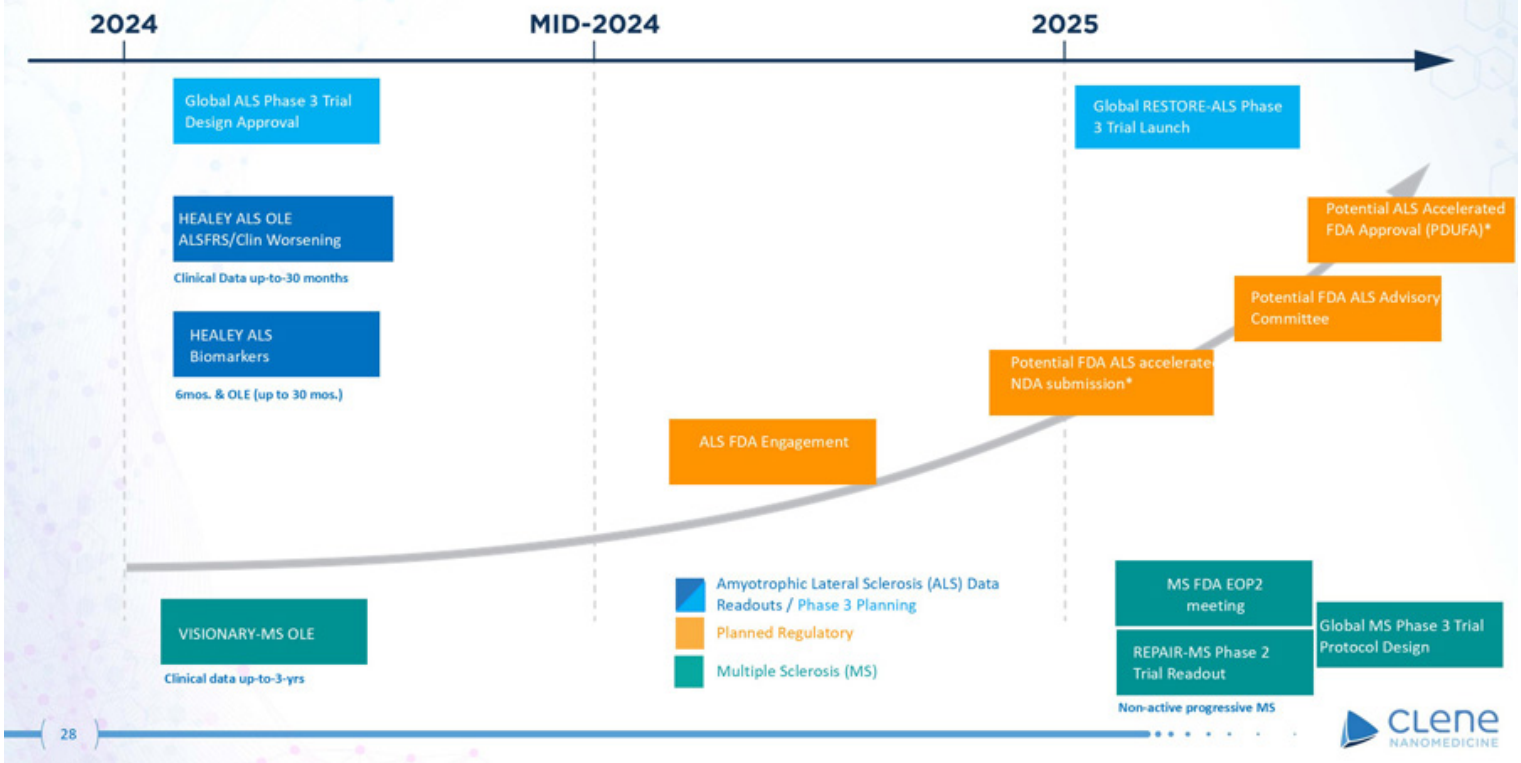 2024
MID-2024
2025
Global ALS Phase 3 Trial
Design Approval
Global RESTORE-ALS Phase
3 Trial Launch
HEALEY ALS OLE
ALSFRS/Clin Worsening
Clinical Data up-to-30 months
Potential ALS Accelerated
FDA Approval (PDUFA)*
Potential FDA ALS Advisory
Committee
HEALEY ALS
Biomarkers
6mos. & OLE (up to 30 mos.)
Potential FDA ALS accelerate
NDA submission*
ALS FDA Engagement
VISIONARY-MS OLE
Clinical data up-to-3-yrs
Amyotrophic Lateral Sclerosis (ALS) Data
Readouts / Phase 3 Planning
Planned Regulatory
Multiple Sclerosis (MS)
MS FDA EOP2
meeting
REPAIR-MS Phase 2
Trial Readout
Non-active progressive MS
Global MS Phase 3 Trial
Protocol Design
28
CLENE
NANOMEDICINE